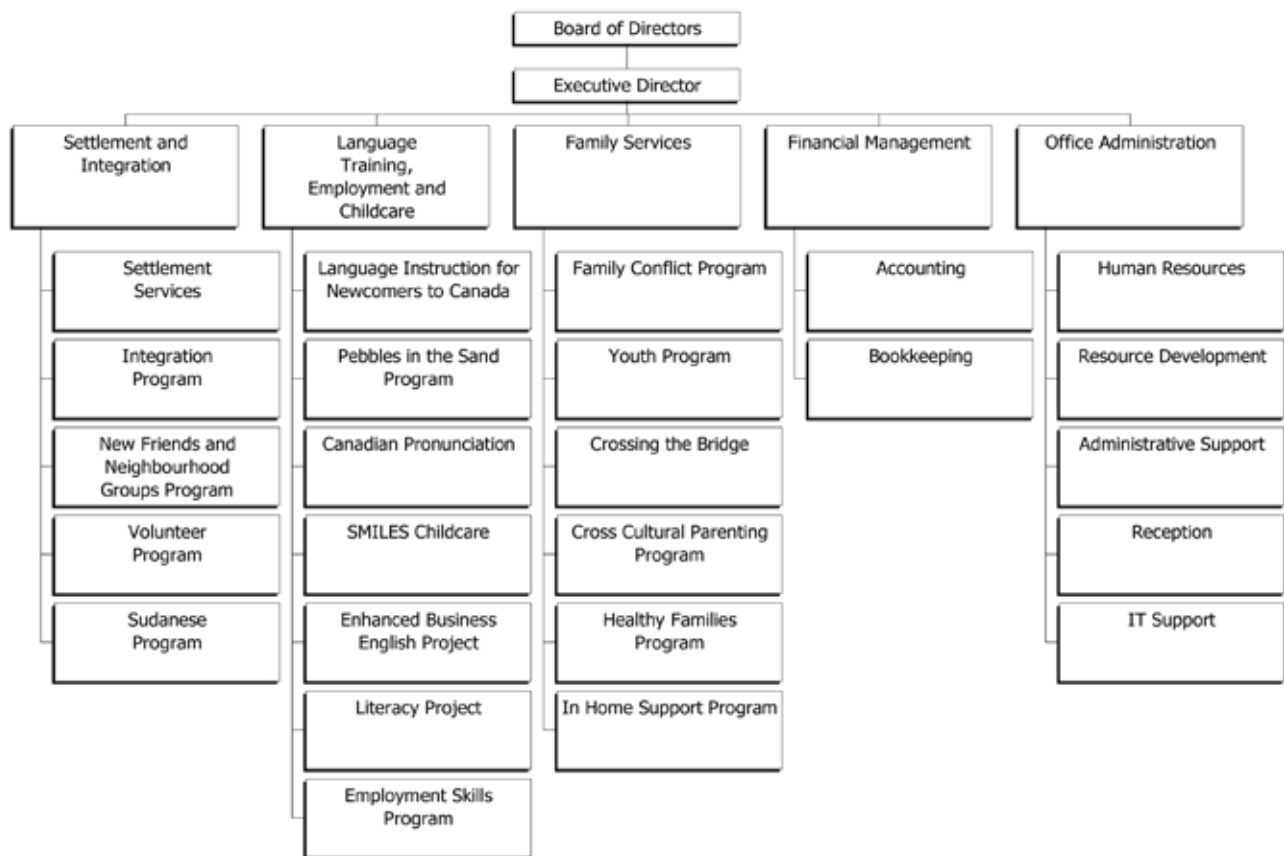 Board of Directors
Executive Director
Settlement and
Integration
Language
Training,
Employment and
Childcare
Family Services
Financial Management
Office Administration
Settlement
Services
Integration
Program
New Friends and
Neighbourhood
Groups Program
Volunteer
Program
Sudanese
Program
Language Instruction for
Newcomers to Canada
Pebbles in the Sand
Program
Canadian Pronunciation
SMILES Childcare
Enhanced Business
English Project
Literacy Project
Employment Skills
Program
Family Conflict Program
Youth Program
Crossing the Bridge
Cross Cultural Parenting
Program
Healthy Families
Program
In Home Support Program
Accounting
Bookkeeping
Human Resources
Resource Development
Administrative Support
Reception
IT Support